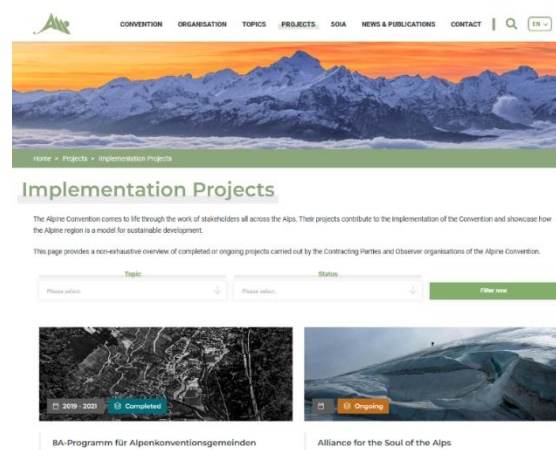 Alp
CONVENTION ORGANISATION TOPICS PROJECTS SOIA NEWS & PUBLICATIONS CONTACT EN
Home > Projects > Implementation Projects
Implementation Projects
The Alpine Convention comes to life through the work of stakeholders all across the Alps. Their projects contribute to the implementation of the Convention and showcase how
the Alpine region is a model for sustainable development.
This page provides a non-exhaustive overview of completed or ongoing projects carried out by the Contracting Parties and Observer organisations of the Alpine Convention.
Topic Status
Please select. Please select. Filter now
2019 - 2021 Completed Ongoing
8A-Programm für Alpenkonventionsgemeinden Alliance for the Soul of the Alps